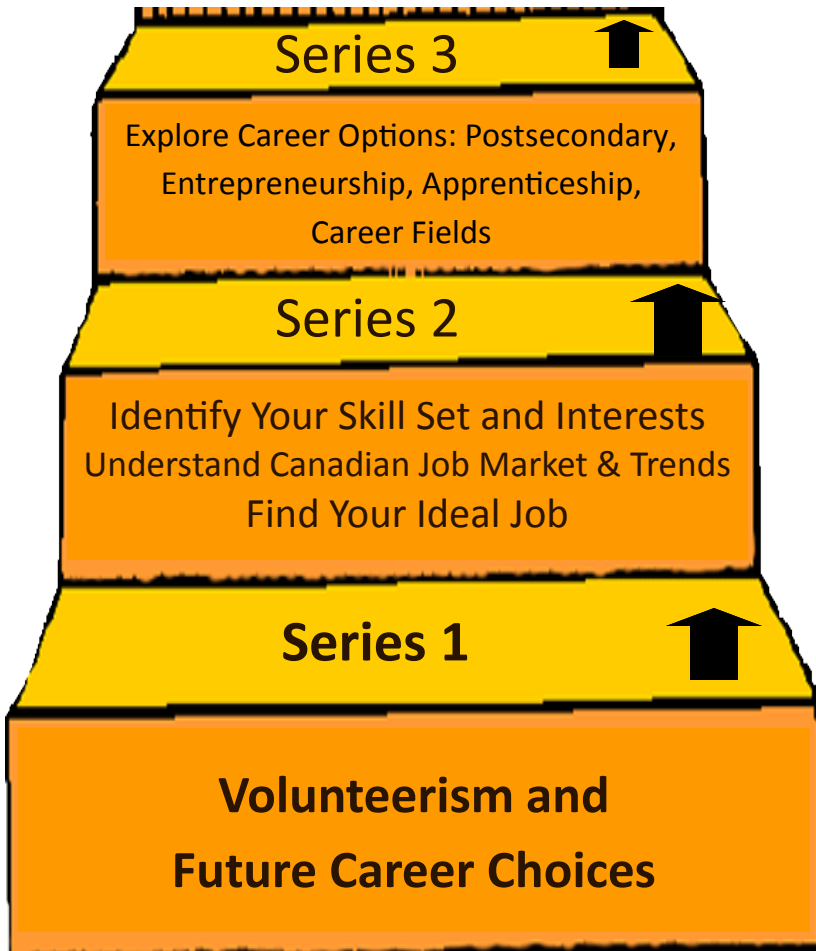 Series 3
Explore Career Options: Postsecondary,
Entrepreneurship, Apprenticeship,
Career Fields
Series 2
Identify Your Skill Set and Interests
Understand Canadian Job Market & Trends
Find Your Ideal Job
Series 1
Volunteerism and
Future Career Choices